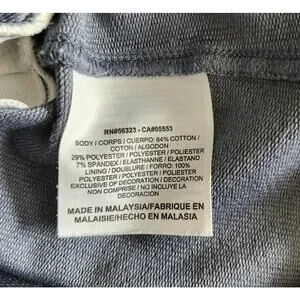 RN#56323 - CA#05553
BODY / CORPS / CUERPO: 64% COTTON /
COTON / ALGODON
29% POLYESTER / POLYESTER / POLIESTER
7% SPANDEX / ELASTHANNE / ELASTANO
LINING / DOUBLURE / FORRO: 100%
POLYESTER / POLYESTER / POLIESTER
EXCLUSIVE OF DECORATION / DECORATION
NON COMPRISE / NO INCLUYE LA
DECORACION
MADE IN MALAYSIA/FABRIQUE EN
MALAISIE/HECHO EN MALASIA